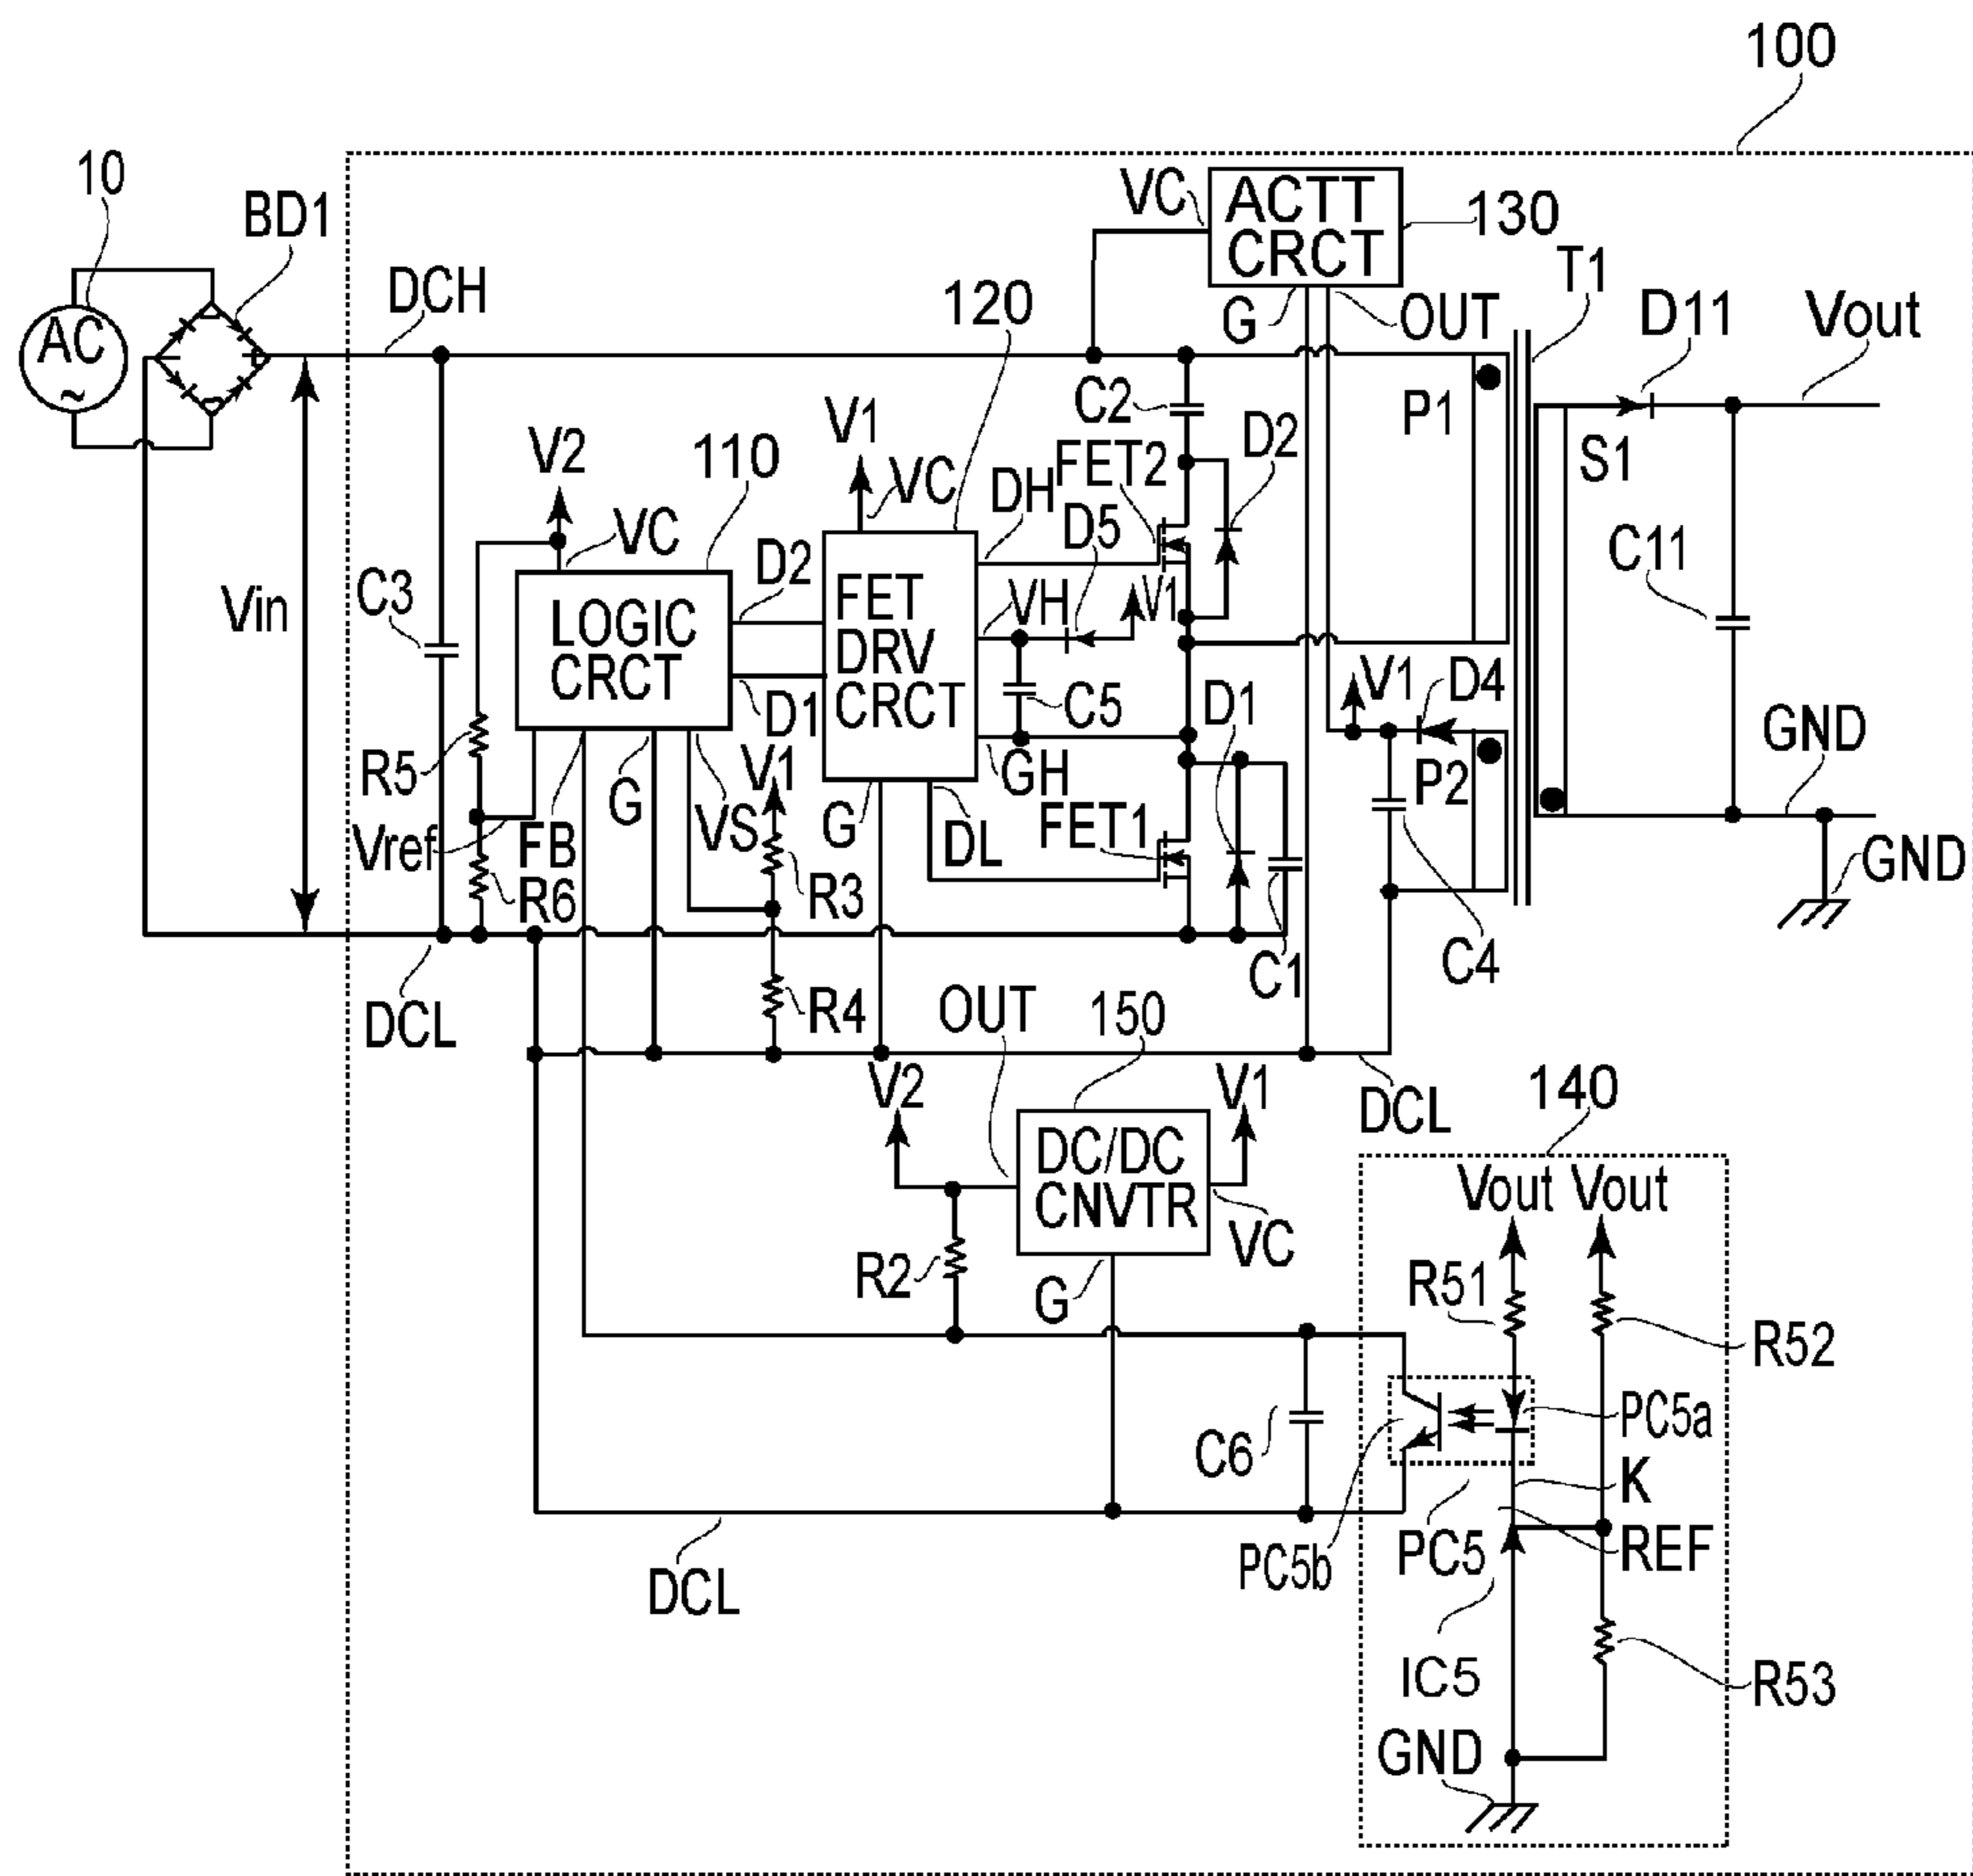 100
10
BD1
AC
~
DCH
Vin
DCL
C3
V2
VC
110
LOGIC
CRCT
D2
D1
R5
Vref
R6
FB
G
VS
V1
R3
R4
V1
VC
120
FET
DRV
CRCT
G
DL
DH
VH
GH
D5
V1
C5
VC
ACTT
CRCT
130
G
OUT
C2
FET2
D2
FET1
D1
C1
T1
P1
P2
S1
V1
D4
C4
D11
Vout
C11
GND
GND
DCL
OUT
150
V2
V1
DC/DC
CNVTR
VC
G
R2
C6
DCL
140
Vout
Vout
R51
R52
PC5a
K
REF
PC5b
PC5
IC5
R53
GND